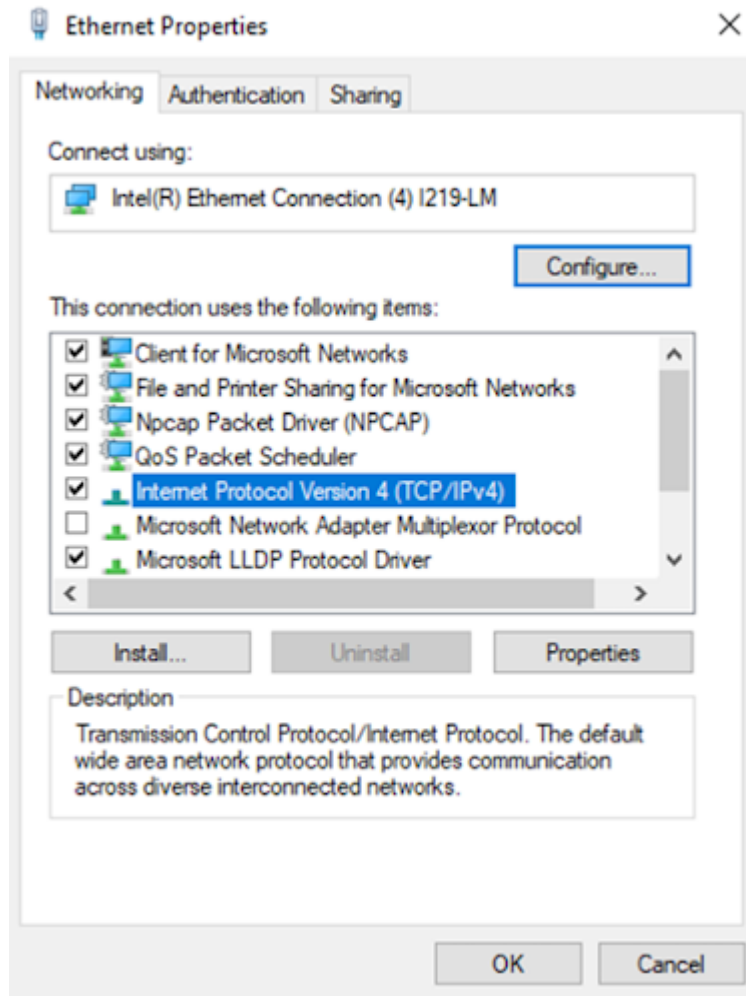 Ethernet Properties
Networking
Authentication
Sharing
Connect using:
Intel(R) Ethernet Connection (4) I219-LM
Configure...
This connection uses the following items:
Client for Microsoft Networks
File and Printer Sharing for Microsoft Networks
Npcap Packet Driver (NPCAP)
QoS Packet Scheduler
Internet Protocol Version 4 (TCP/IPv4)
Microsoft Network Adapter Multiplexor Protocol
Microsoft LLDP Protocol Driver
Install...
Uninstall
Properties
Description
Transmission Control Protocol/Internet Protocol. The default
wide area network protocol that provides communication
across diverse interconnected networks.
OK
Cancel